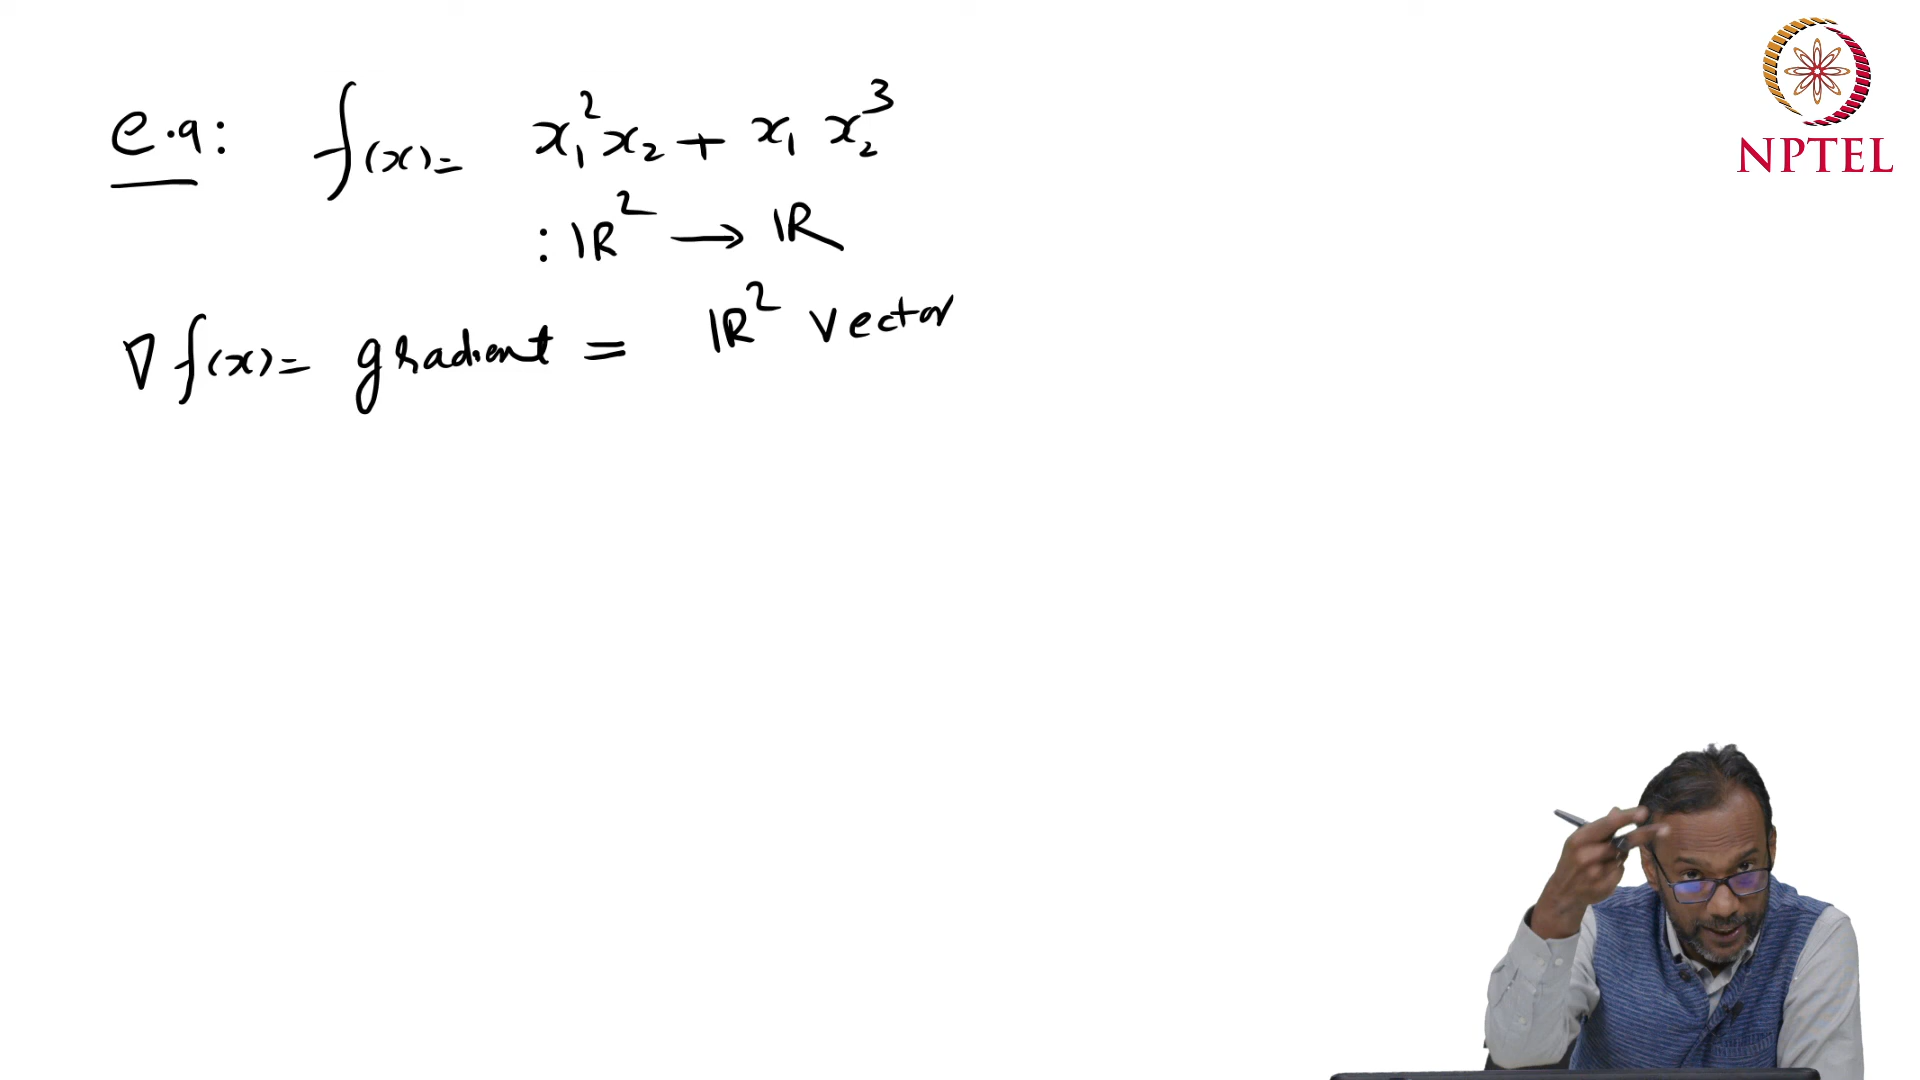 e.g: f(x) = x₁²x₂ + x₁ x₂³
: ℝ² → ℝ
∇f(x) = gradient = ℝ² vector
NPTEL